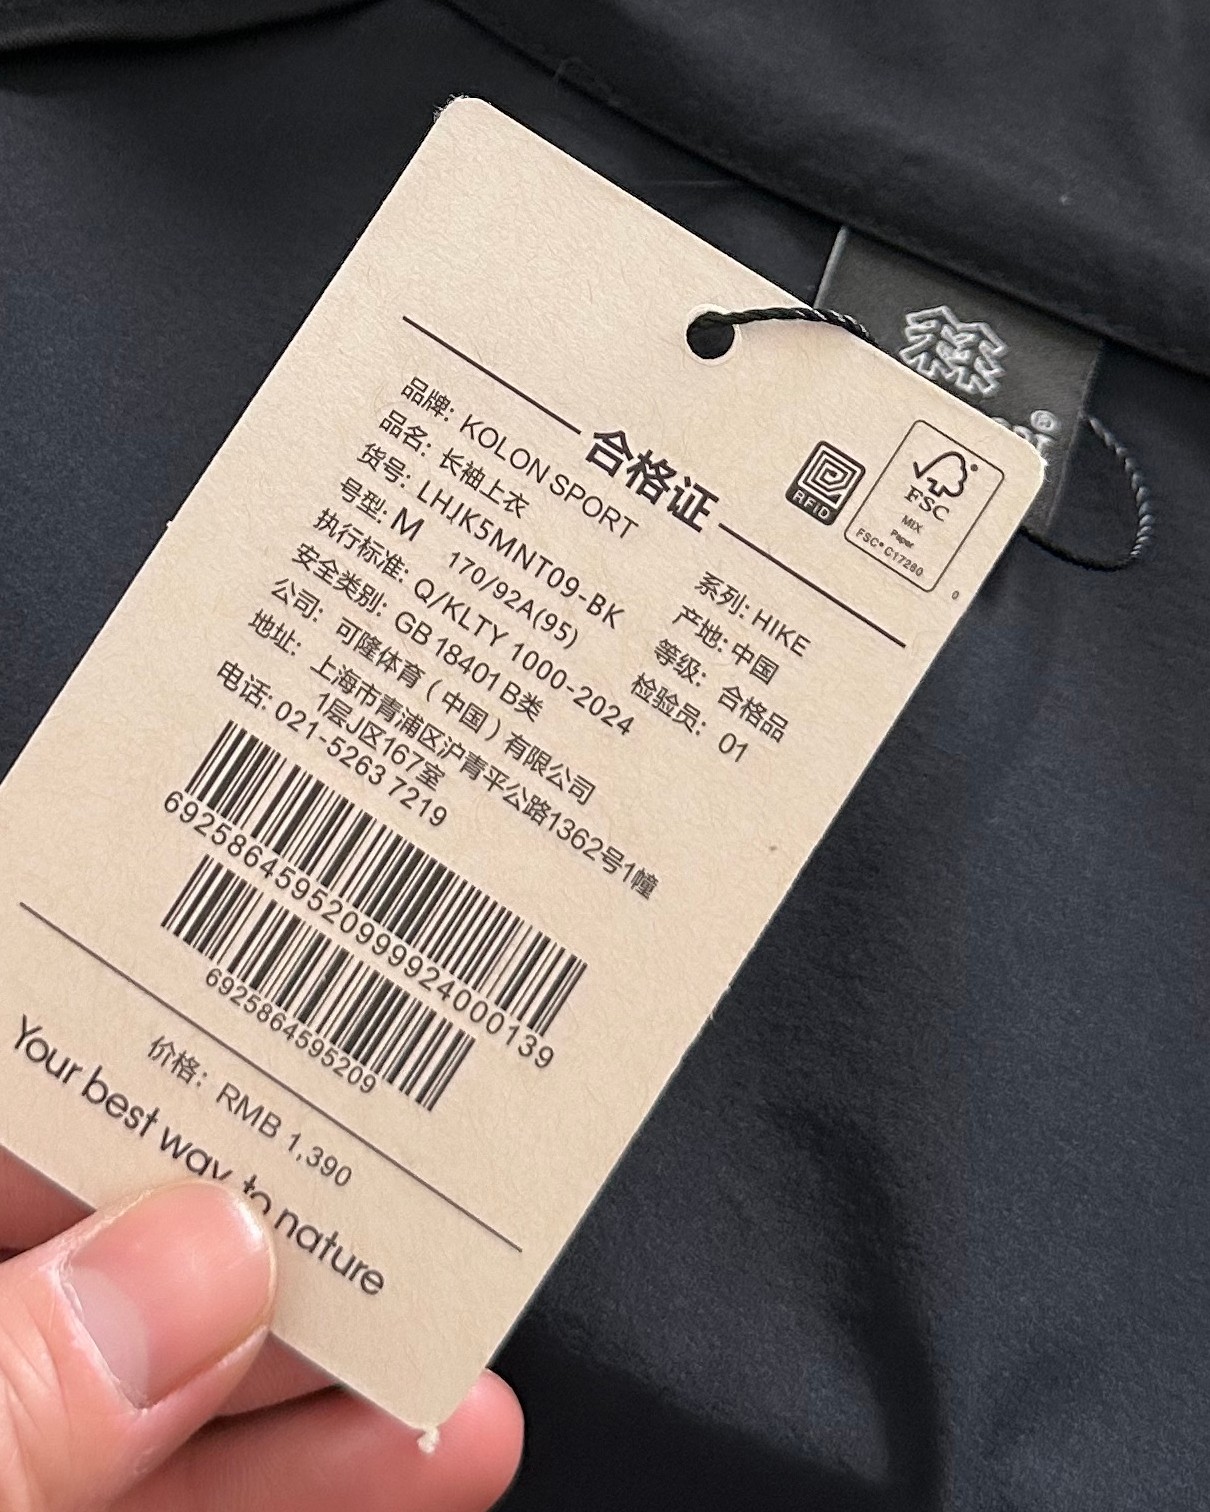 合格证
RFID
FSC®
MIX
Paper
FSC® C17280
0
品牌: KOLON SPORT
品名: 长袖上衣
货号: LHJK5MNT09-BK
号型: M 170/92A(95)
执行标准: Q/KLTY 1000-2024
安全类别: GB 18401 B类
公司: 可隆体育（中国）有限公司
地址: 上海市青浦区沪青平公路1362号1幢
1层J区167室
电话: 021-5263 7219
系列: HIKE
产地: 中国
等级: 合格品
检验员: 01
692586459520999924000139
6925864595209
价格: RMB 1,390
Your best way to nature